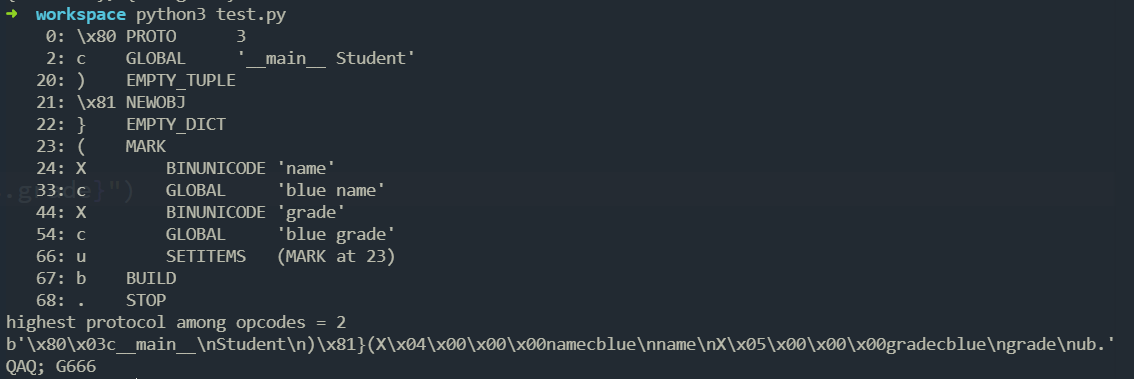 ➜ workspace python3 test.py
0: \x80 PROTO 3
2: c GLOBAL '__main__ Student'
20: ) EMPTY_TUPLE
21: \x81 NEWOBJ
22: } EMPTY_DICT
23: ( MARK
24: X BINUNICODE 'name'
33: c GLOBAL 'blue name'
44: X BINUNICODE 'grade'
54: c GLOBAL 'blue grade'
66: u SETITEMS (MARK at 23)
67: b BUILD
68: . STOP
highest protocol among opcodes = 2
b'\x80\x03c__main__\nStudent\n)\x81}(X\x04\x00\x00\x00namecblue\nname\nX\x05\x00\x00\x00gradecblue\ngrade\nub.'
QAQ; G666